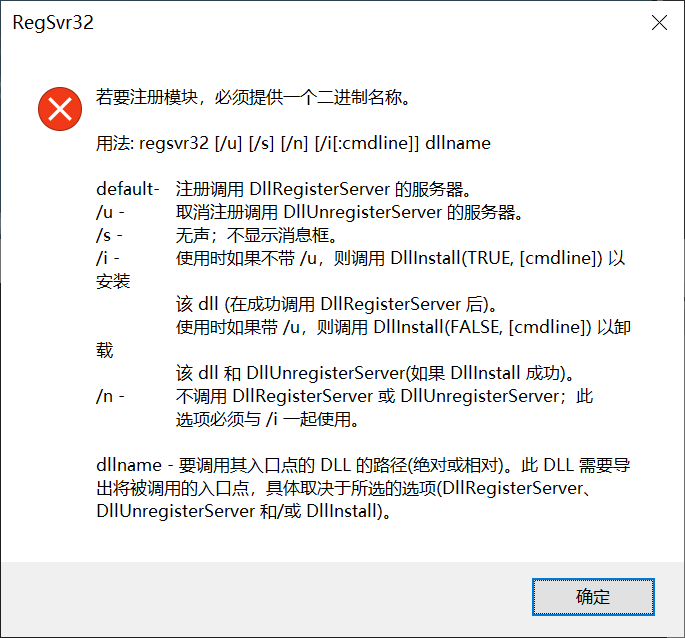 RegSvr32
若要注册模块，必须提供一个二进制名称。
用法: regsvr32 [/u] [/s] [/n] [/i[:cmdline]] dllname
default- 注册调用 DllRegisterServer 的服务器。
/u - 取消注册调用 DllUnregisterServer 的服务器。
/s - 无声；不显示消息框。
/i - 使用时如果不带 /u，则调用 DllInstall(TRUE, [cmdline]) 以
安装
该 dll (在成功调用 DllRegisterServer 后)。
使用时如果带 /u，则调用 DllInstall(FALSE, [cmdline]) 以卸
载
该 dll 和 DllUnregisterServer(如果 DllInstall 成功)。
/n - 不调用 DllRegisterServer 或 DllUnregisterServer；此
选项必须与 /i 一起使用。
dllname - 要调用其入口点的 DLL 的路径(绝对或相对)。此 DLL 需要导
出将被调用的入口点，具体取决于所选的选项(DllRegisterServer、
DllUnregisterServer 和/或 DllInstall)。
确定